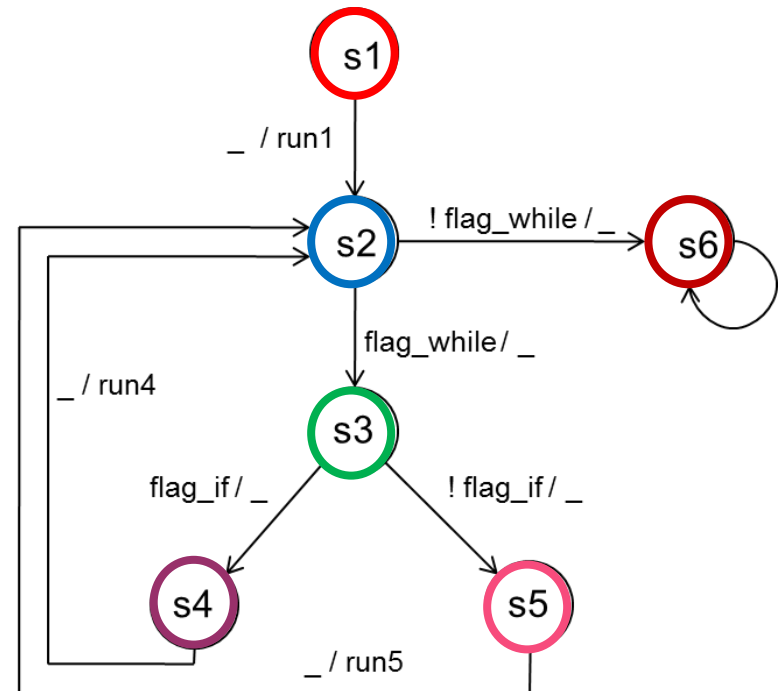 s1
_ / run1
s2
! flag_while / _
s6
flag_while / _
_ / run4
s3
flag_if / _
! flag_if / _
s4
s5
_ / run5